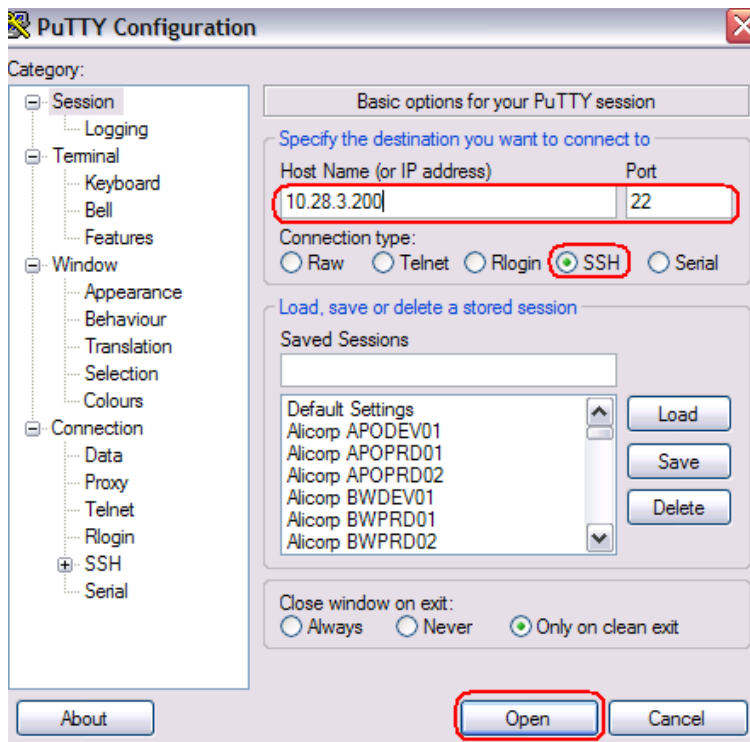 PuTTY Configuration
Category:
Session
Logging
Terminal
Keyboard
Bell
Features
Window
Appearance
Behaviour
Translation
Selection
Colours
Connection
Data
Proxy
Telnet
Rlogin
SSH
Serial
Basic options for your PuTTY session
Specify the destination you want to connect to
Host Name (or IP address) Port
10.28.3.200 22
Connection type:
Raw Telnet Rlogin SSH Serial
Load, save or delete a stored session
Saved Sessions
Default Settings
Alicorp APODEV01
Alicorp APOPRD01
Alicorp APOPRD02
Alicorp BWDEV01
Alicorp BWPRD01
Alicorp BWPRD02
Load
Save
Delete
Close window on exit:
Always Never Only on clean exit
About Open Cancel